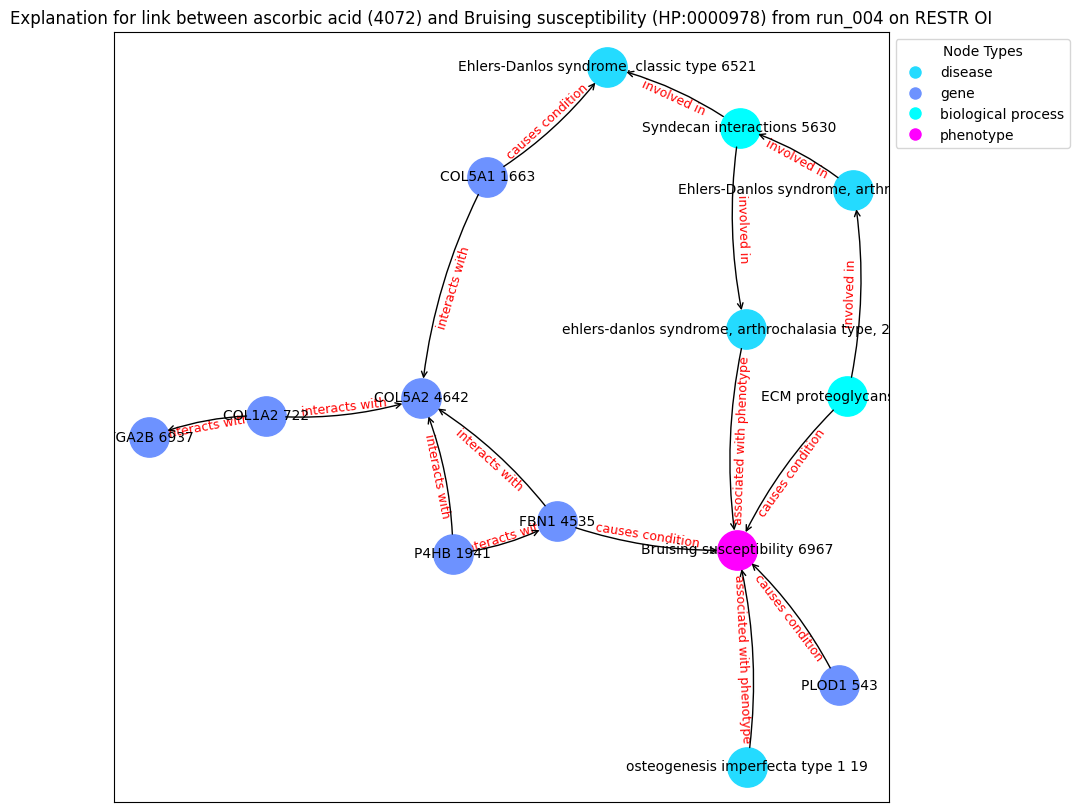 Explanation for link between ascorbic acid (4072) and Bruising susceptibility (HP:0000978) from run_004 on RESTR OI
Node Types
disease
gene
biological process
phenotype
Ehlers-Danlos syndrome, classic type 6521
involved in
causes condition
Syndecan interactions 5630
involved in
COL5A1 1663
Ehlers-Danlos syndrome, arthr
involved in
interacts with
involved in
ehlers-danlos syndrome, arthrochalasia type, 2
COL5A2 4642
ECM proteoglycans
interacts with
COL1A2 722
interacts with
GA2B 6937
associated with phenotype
interacts with
interacts with
causes condition
FBN1 4535
causes condition
P4HB 1941
Bruising susceptibility 6967
associated with phenotype
causes condition
PLOD1 543
osteogenesis imperfecta type 1 19